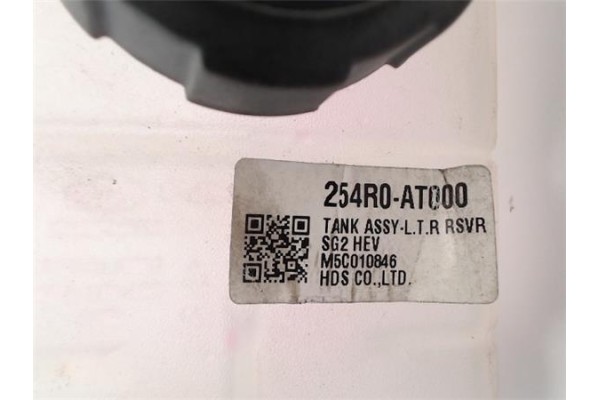 254R0-AT000
TANK ASSY-L.T.R RSVR
SG2 HEV
M5C010846
HDS CO.,LTD.